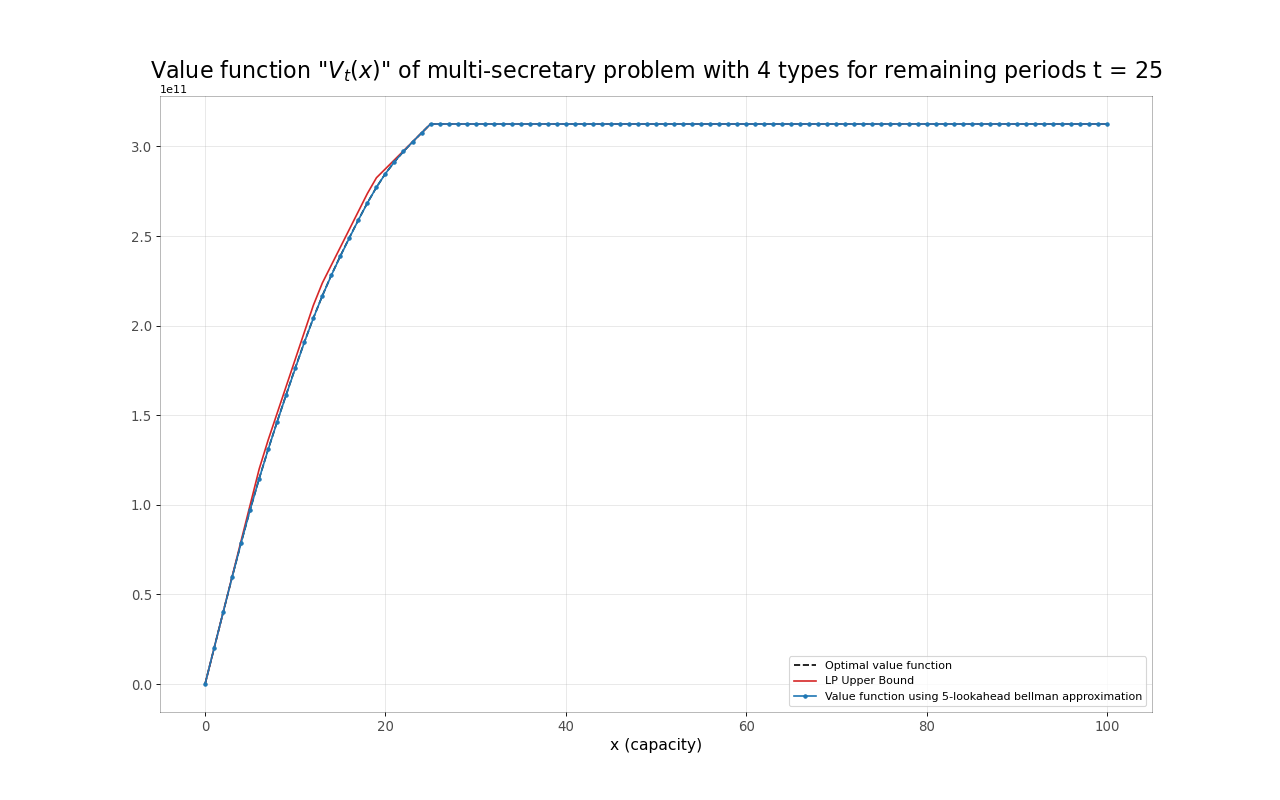 Value function "V_t(x)" of multi-secretary problem with 4 types for remaining periods t = 25
1e11
3.0
2.5
2.0
1.5
1.0
0.5
0.0
Optimal value function
LP Upper Bound
Value function using 5-lookahead bellman approximation
0 20 40 60 80 100
x (capacity)